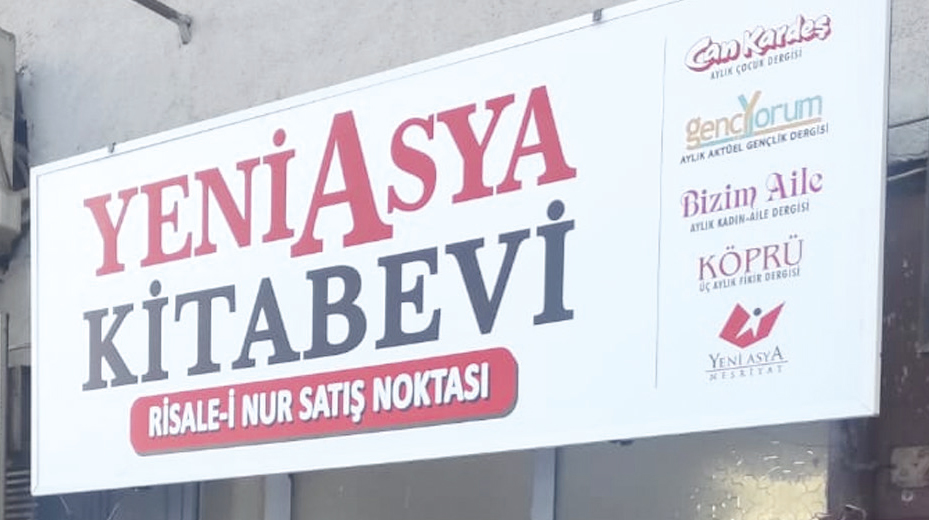 YENİASYA
KİTABEVİ
RİSALE-İ NUR SATIŞ NOKTASI
Can Kardeş
AYLIK ÇOCUK DERGİSİ
gençYorum
AYLIK AKTÜEL GENÇLİK DERGİSİ
Bizim Aile
AYLIK KADIN-AİLE DERGİSİ
KÖPRÜ
ÜÇ AYLIK FİKİR DERGİSİ
YENİ ASYA
NEŞRİYAT